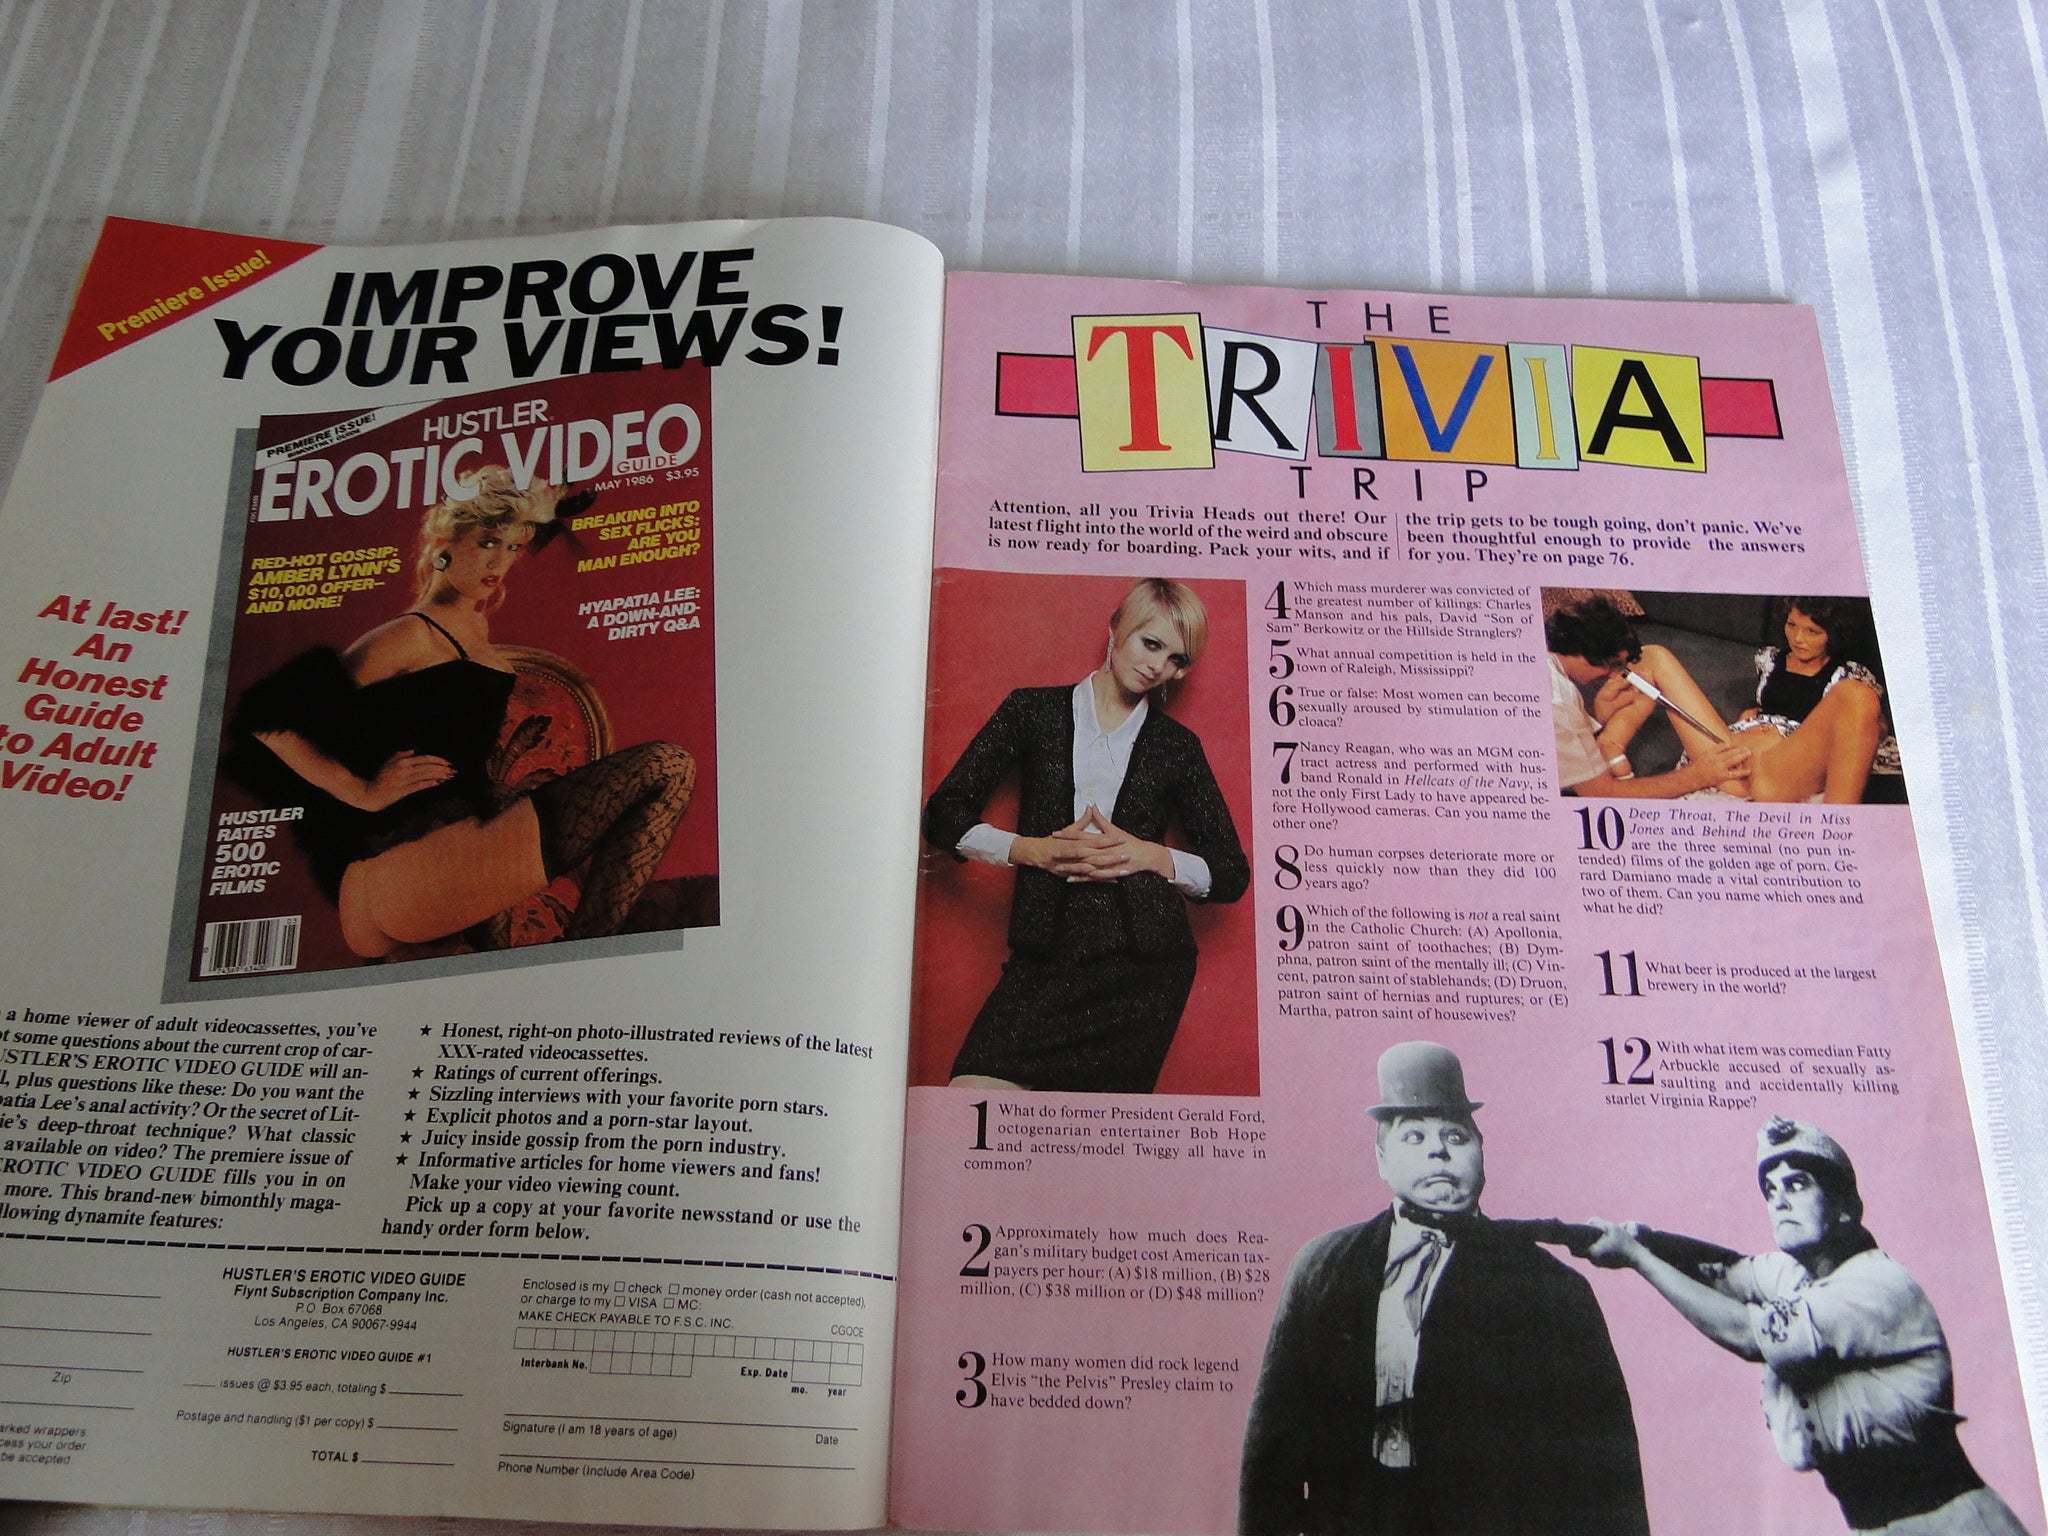 Premiere Issue!
IMPROVE
YOUR VIEWS!
PREMIERE ISSUE!
BIMONTHLY GUIDE
HUSTLER
EROTIC VIDEO
GUIDE
MAY 1986 $3.95
RED-HOT GOSSIP:
AMBER LYNN'S
$10,000 OFFER–
AND MORE!
BREAKING INTO
SEX FLICKS:
ARE YOU
MAN ENOUGH?
HYAPATIA LEE:
A DOWN-AND-
DIRTY Q&A
HUSTLER
RATES
500
EROTIC
FILMS
At last!
An
Honest
Guide
to Adult
Video!
a home viewer of adult videocassettes, you've
some questions about the current crop of car-
HUSTLER'S EROTIC VIDEO GUIDE will an-
plus questions like these: Do you want the
Lee's anal activity? Or the secret of Lit-
deep-throat technique? What classic
available on video? The premiere issue of
EROTIC VIDEO GUIDE fills you in on
more. This brand-new bimonthly maga-
dynamite features:
★ Honest, right-on photo-illustrated reviews of the latest
XXX-rated videocassettes.
★ Ratings of current offerings.
★ Sizzling interviews with your favorite porn stars.
★ Explicit photos and a porn-star layout.
★ Juicy inside gossip from the porn industry.
★ Informative articles for home viewers and fans!
Make your video viewing count.
Pick up a copy at your favorite newsstand or use the
handy order form below.
Zip
wrappers
your order
be accepted
HUSTLER'S EROTIC VIDEO GUIDE
Flynt Subscription Company Inc.
P.O. Box 67068
Los Angeles, CA 90067-9944
HUSTLER'S EROTIC VIDEO GUIDE #1
issues @ $3.95 each, totaling $
Postage and handling ($1 per copy) $
TOTAL $
Enclosed is my □ check □ money order (cash not accepted),
or charge to my □ VISA □ MC:
MAKE CHECK PAYABLE TO F.S.C. INC.
CGQCE
Interbank No.
Exp. Date
mo. year
Signature (I am 18 years of age)
Date
Phone Number (Include Area Code)
THE
TRIVIA
TRIP
Attention, all you Trivia Heads out there! Our
latest flight into the world of the weird and obscure
is now ready for boarding. Pack your wits, and if
the trip gets to be tough going, don't panic. We've
been thoughtful enough to provide the answers
for you. They're on page 76.
1 What do former President Gerald Ford,
octogenarian entertainer Bob Hope
and actress/model Twiggy all have in
common?
2 Approximately how much does Rea-
gan's military budget cost American tax-
payers per hour: (A) $18 million, (B) $28
million, (C) $38 million or (D) $48 million?
3 How many women did rock legend
Elvis "the Pelvis" Presley claim to
have bedded down?
4 Which mass murderer was convicted of
the greatest number of killings: Charles
Manson and his pals, David "Son of
Sam" Berkowitz or the Hillside Stranglers?
5 What annual competition is held in the
town of Raleigh, Mississippi?
6 True or false: Most women can become
sexually aroused by stimulation of the
cloaca?
7 Nancy Reagan, who was an MGM con-
tract actress and performed with hus-
band Ronald in Hellcats of the Navy, is
not the only First Lady to have appeared be-
fore Hollywood cameras. Can you name the
other one?
8 Do human corpses deteriorate more or
less quickly now than they did 100
years ago?
9 Which of the following is not a real saint
in the Catholic Church: (A) Apollonia,
patron saint of toothaches; (B) Dym-
phna, patron saint of the mentally ill; (C) Vin-
cent, patron saint of stablehands; (D) Druon,
patron saint of hernias and ruptures; or (E)
Martha, patron saint of housewives?
10 Deep Throat, The Devil in Miss
Jones and Behind the Green Door
are the three seminal (no pun in-
tended) films of the golden age of porn. Ge-
rard Damiano made a vital contribution to
two of them. Can you name which ones and
what he did?
11 What beer is produced at the largest
brewery in the world?
12 With what item was comedian Fatty
Arbuckle accused of sexually as-
saulting and accidentally killing
starlet Virginia Rappe?